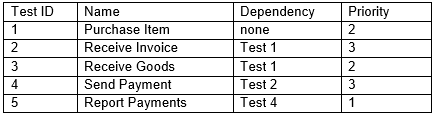 Test ID Name Dependency Priority
1 Purchase Item none 2
2 Receive Invoice Test 1 3
3 Receive Goods Test 1 2
4 Send Payment Test 2 3
5 Report Payments Test 4 1